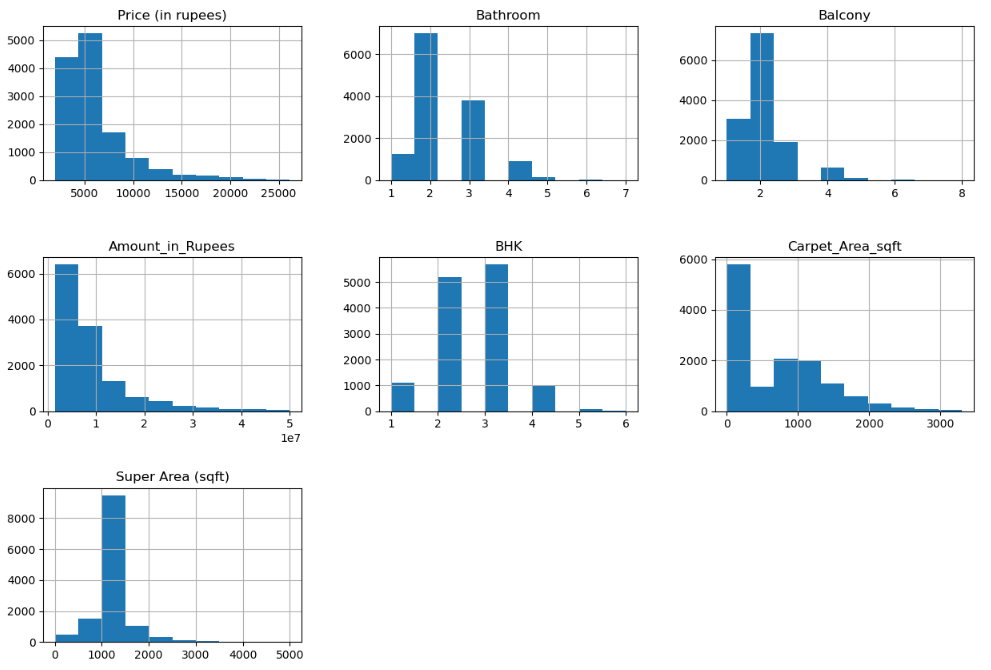 Price (in rupees)
5000
4000
3000
2000
1000
0
5000 10000 15000 20000 25000
Bathroom
6000
4000
2000
0
1 2 3 4 5 6 7
Balcony
6000
4000
2000
0
2 4 6 8
Amount_in_Rupees
6000
4000
2000
0
0 1 2 3 4 5
1e7
BHK
5000
4000
3000
2000
1000
0
1 2 3 4 5 6
Carpet_Area_sqft
6000
4000
2000
0
0 1000 2000 3000
Super Area (sqft)
8000
6000
4000
2000
0
0 1000 2000 3000 4000 5000